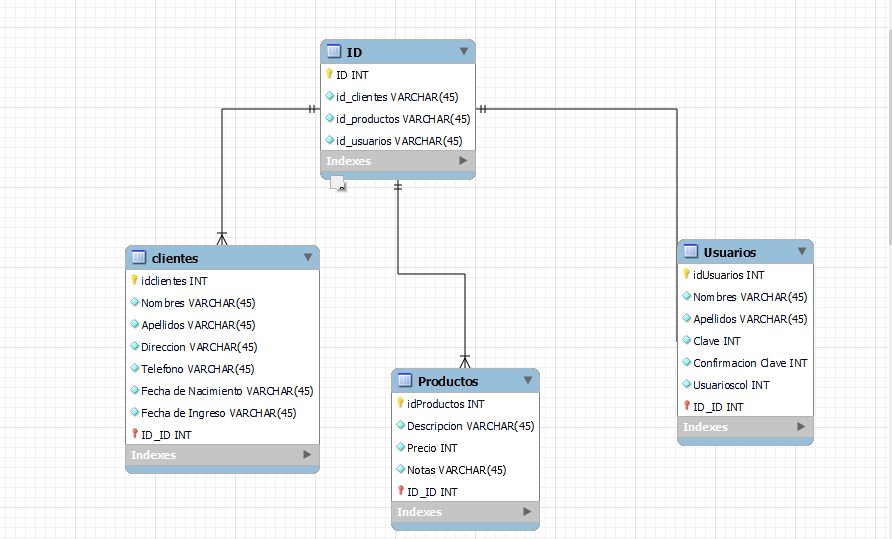 ID
ID INT
id_clientes VARCHAR(45)
id_productos VARCHAR(45)
id_usuarios VARCHAR(45)
Indexes
clientes
idclientes INT
Nombres VARCHAR(45)
Apellidos VARCHAR(45)
Direccion VARCHAR(45)
Telefono VARCHAR(45)
Fecha de Nacimiento VARCHAR(45)
Fecha de Ingreso VARCHAR(45)
ID_ID INT
Indexes
Productos
idProductos INT
Descripcion VARCHAR(45)
Precio INT
Notas VARCHAR(45)
ID_ID INT
Indexes
Usuarios
idUsuarios INT
Nombres VARCHAR(45)
Apellidos VARCHAR(45)
Clave INT
Confirmacion Clave INT
Usuarioscol INT
ID_ID INT
Indexes